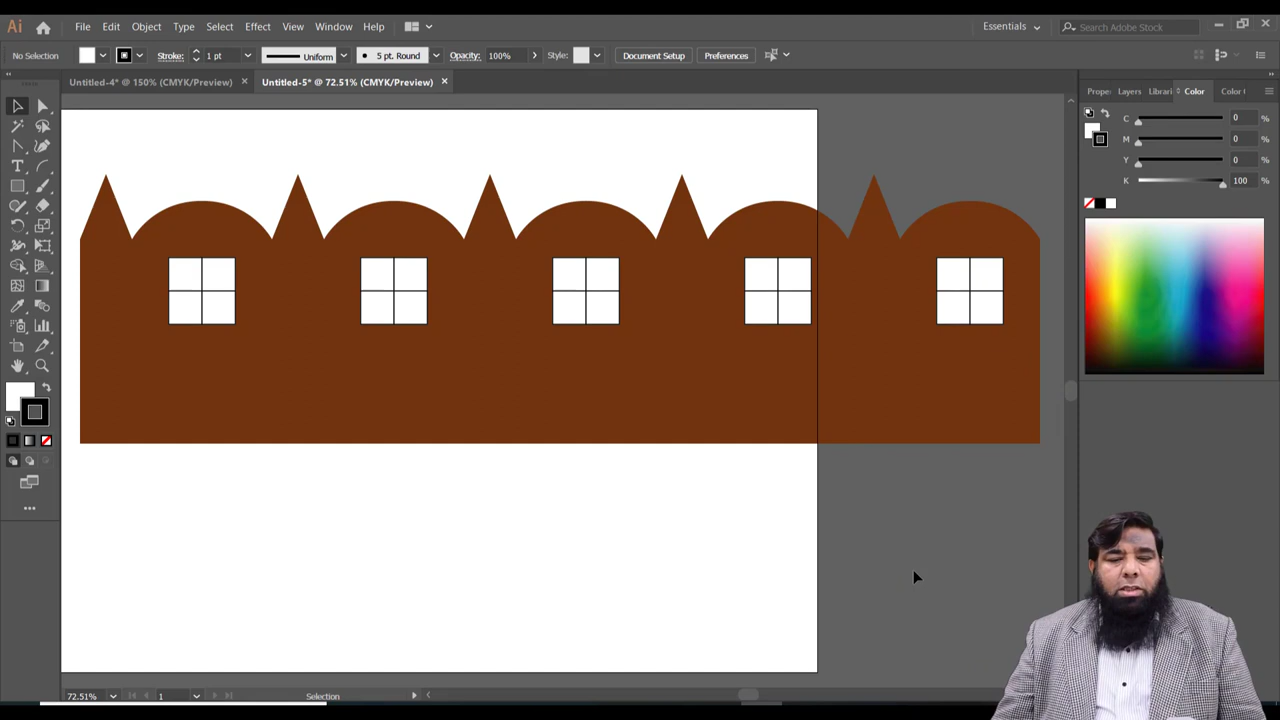 Ai File Edit Object Type Select Effect View Window Help Essentials Search Adobe Stock
No Selection Stroke: 1 pt Uniform 5 pt. Round Opacity: 100% Style: Document Setup Preferences
Untitled-4* @ 150% (CMYK/Preview) Untitled-5* @ 72.51% (CMYK/Preview)
Prope Layers Librari Color Color
C 0 %
M 0 %
Y 0 %
K 100 %
72.51% 1 Selection